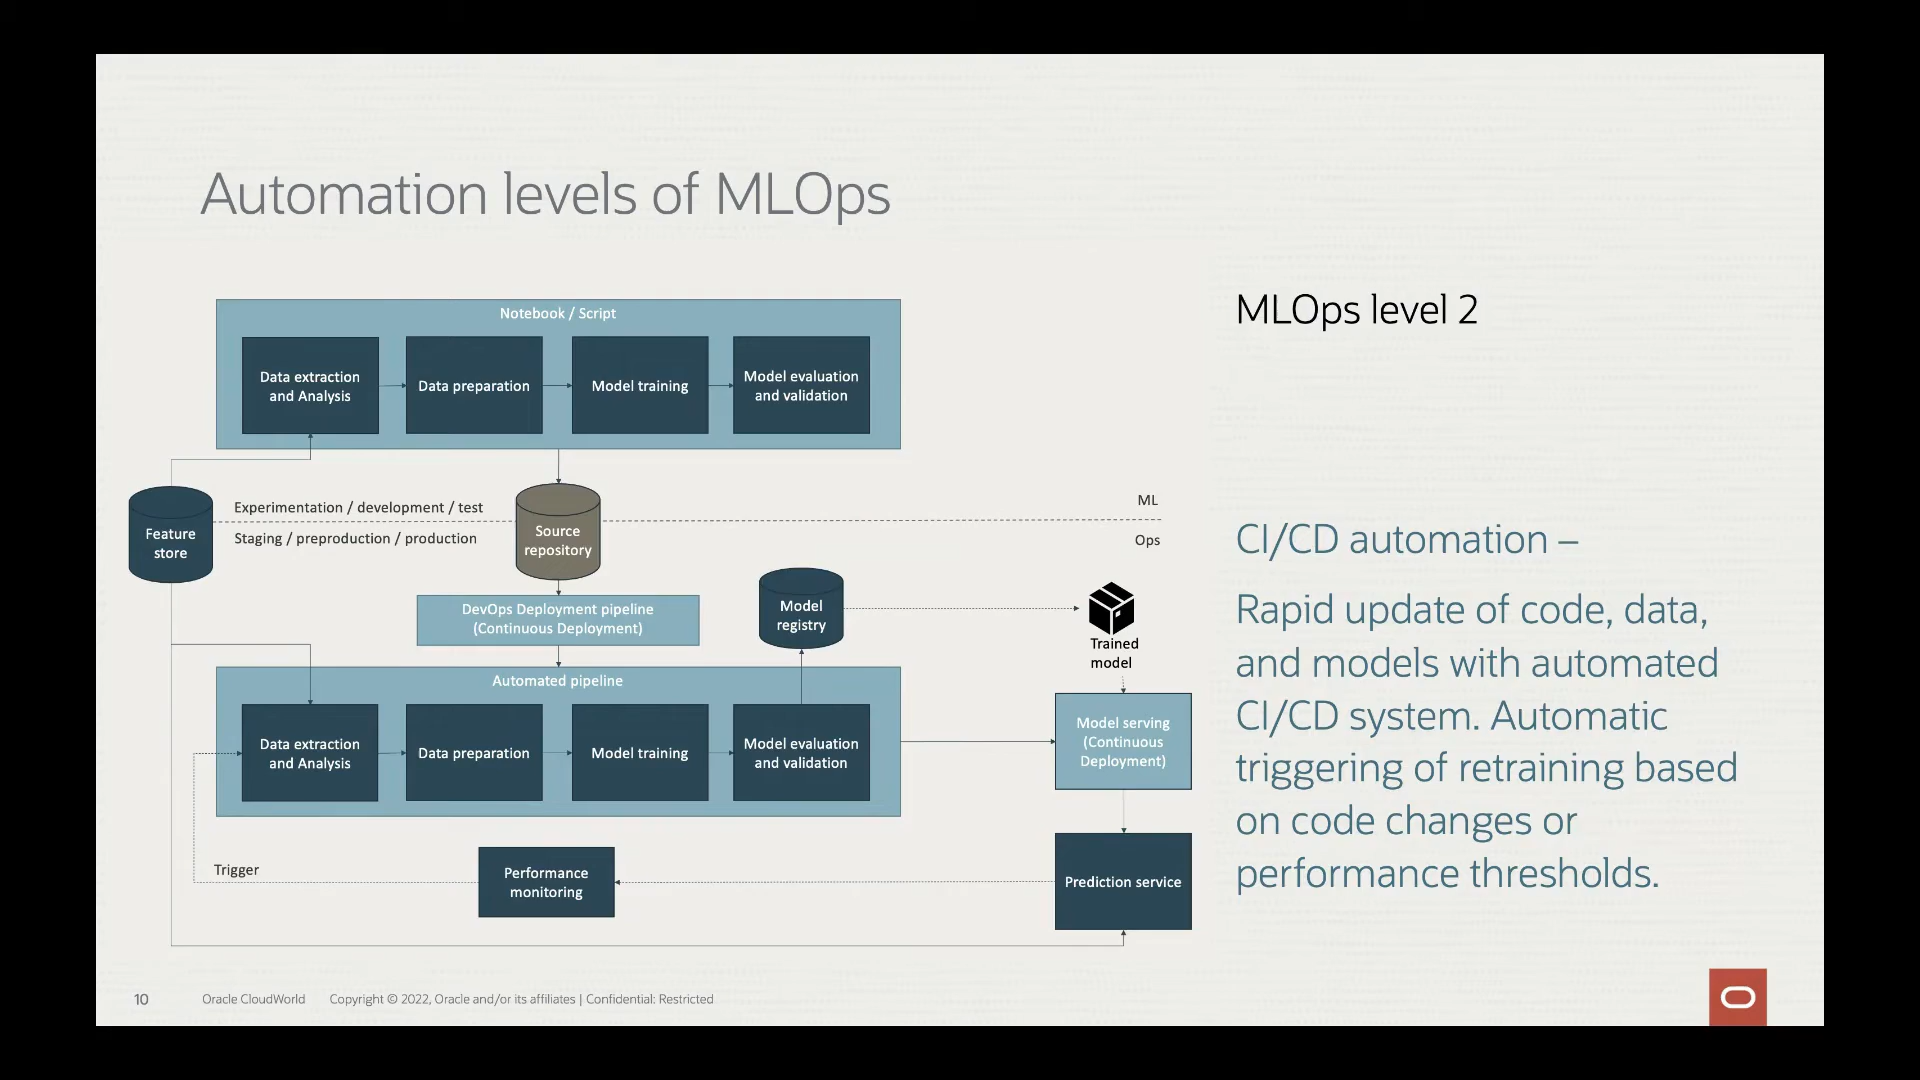 Automation levels of MLOps
Notebook / Script
Data extraction
and Analysis
Data preparation
Model training
Model evaluation
and validation
Feature
store
Experimentation / development / test
Staging / preproduction / production
Source
repository
ML
Ops
DevOps Deployment pipeline
(Continuous Deployment)
Model
registry
Trained
model
Automated pipeline
Data extraction
and Analysis
Data preparation
Model training
Model evaluation
and validation
Model serving
(Continuous
Deployment)
Trigger
Performance
monitoring
Prediction service
MLOps level 2
CI/CD automation –
Rapid update of code, data,
and models with automated
CI/CD system. Automatic
triggering of retraining based
on code changes or
performance thresholds.
10
Oracle CloudWorld
Copyright © 2022, Oracle and/or its affiliates | Confidential: Restricted